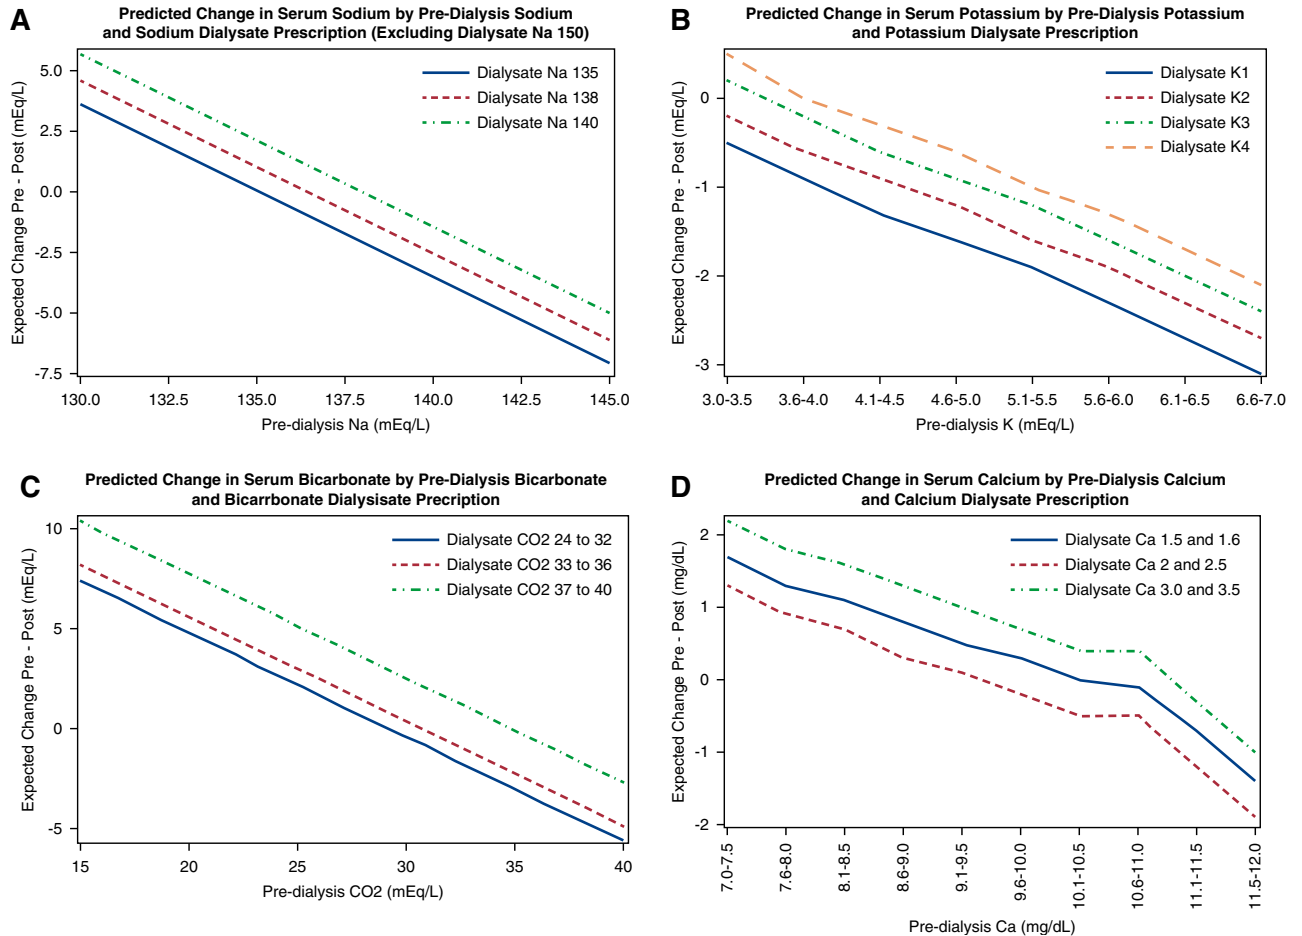 A
Predicted Change in Serum Sodium by Pre-Dialysis Sodium
and Sodium Dialysate Prescription (Excluding Dialysate Na 150)
Expected Change Pre - Post (mEq/L)
5.0
2.5
0.0
-2.5
-5.0
-7.5
Dialysate Na 135
Dialysate Na 138
Dialysate Na 140
130.0 132.5 135.0 137.5 140.0 142.5 145.0
Pre-dialysis Na (mEq/L)
B
Predicted Change in Serum Potassium by Pre-Dialysis Potassium
and Potassium Dialysate Prescription
Expected Change Pre - Post (mEq/L)
0
-1
-2
-3
Dialysate K1
Dialysate K2
Dialysate K3
Dialysate K4
3.0-3.5 3.6-4.0 4.1-4.5 4.6-5.0 5.1-5.5 5.6-6.0 6.1-6.5 6.6-7.0
Pre-dialysis K (mEq/L)
C
Predicted Change in Serum Bicarbonate by Pre-Dialysis Bicarbonate
and Bicarrbonate Dialysisate Precription
Expected Change Pre - Post (mEq/L)
10
5
0
-5
Dialysate CO2 24 to 32
Dialysate CO2 33 to 36
Dialysate CO2 37 to 40
15 20 25 30 35 40
Pre-dialysis CO2 (mEq/L)
D
Predicted Change in Serum Calcium by Pre-Dialysis Calcium
and Calcium Dialysate Prescription
Expected Change Pre - Post (mg/dL)
2
1
0
-1
-2
Dialysate Ca 1.5 and 1.6
Dialysate Ca 2 and 2.5
Dialysate Ca 3.0 and 3.5
7.0-7.5
7.6-8.0
8.1-8.5
8.6-9.0
9.1-9.5
9.6-10.0
10.1-10.5
10.6-11.0
11.1-11.5
11.5-12.0
Pre-dialysis Ca (mg/dL)